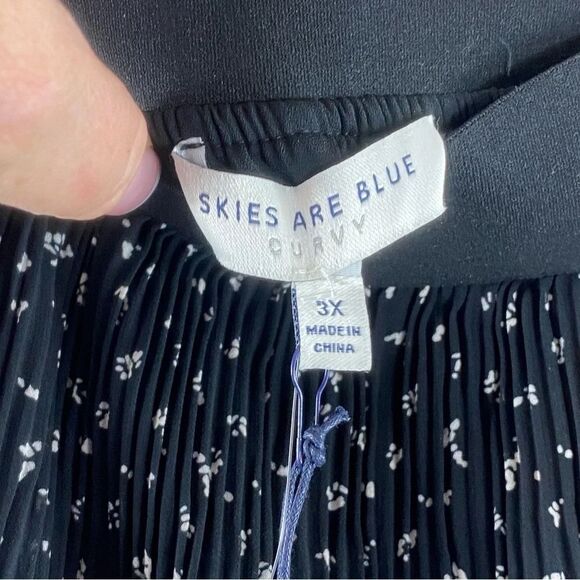 SKIES ARE BLUE
CURVY
3X
MADE IN
CHINA